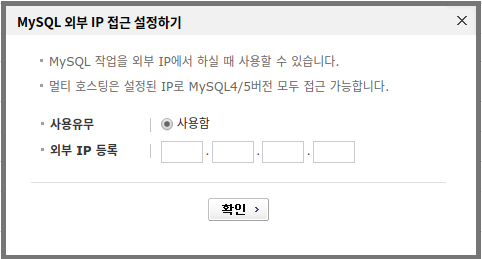 MySQL 외부 IP 접근 설정하기
MySQL 작업을 외부 IP에서 하실 때 사용할 수 있습니다.
멀티 호스팅은 설정된 IP로 MySQL4/5버전 모두 접근 가능합니다.
사용유무 사용함
외부 IP 등록 . . .
확인